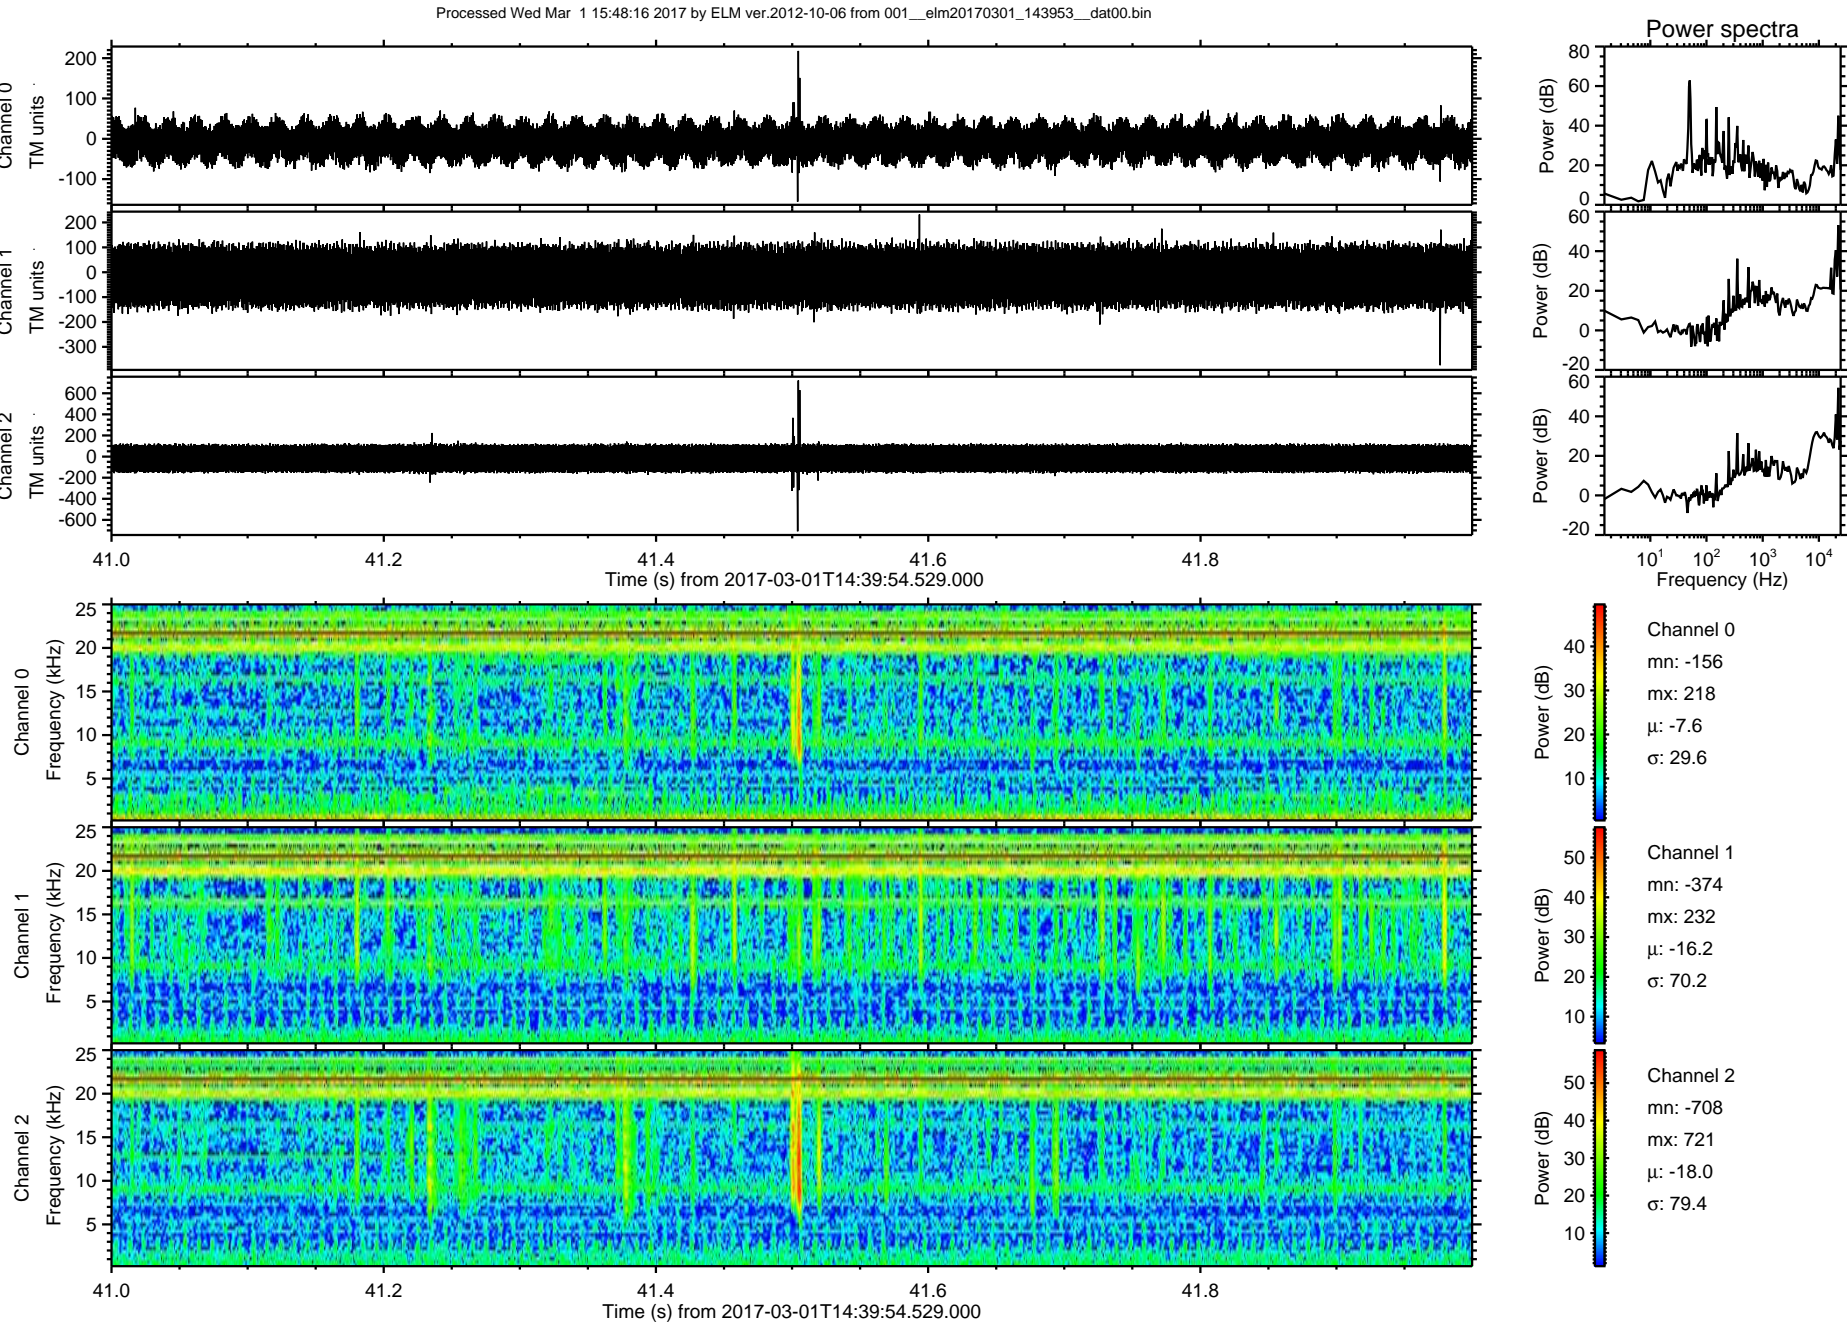 Processed Wed Mar  1 15:48:16 2017 by ELM ver.2012-10-06 from 001__elm20170301_143953__dat00.bin
Power spectra
Channel 0
TM units
200
100
0
-100
Power (dB)
80
60
40
20
0
Channel 1
TM units
200
100
0
-100
-200
-300
Power (dB)
60
40
20
0
-20
Channel 2
TM units
600
400
200
0
-200
-400
-600
Power (dB)
60
40
20
0
-20
41.0 41.2 41.4 41.6 41.8
Time (s) from 2017-03-01T14:39:54.529.000
10^1 10^2 10^3 10^4
Frequency (Hz)
Channel 0
Frequency (kHz)
25
20
15
10
5
Power (dB)
40
30
20
10
Channel 0
mn: -156
mx: 218
μ: -7.6
σ: 29.6
Channel 1
Frequency (kHz)
25
20
15
10
5
Power (dB)
50
40
30
20
10
Channel 1
mn: -374
mx: 232
μ: -16.2
σ: 70.2
Channel 2
Frequency (kHz)
25
20
15
10
5
Power (dB)
50
40
30
20
10
Channel 2
mn: -708
mx: 721
μ: -18.0
σ: 79.4
41.0 41.2 41.4 41.6 41.8
Time (s) from 2017-03-01T14:39:54.529.000